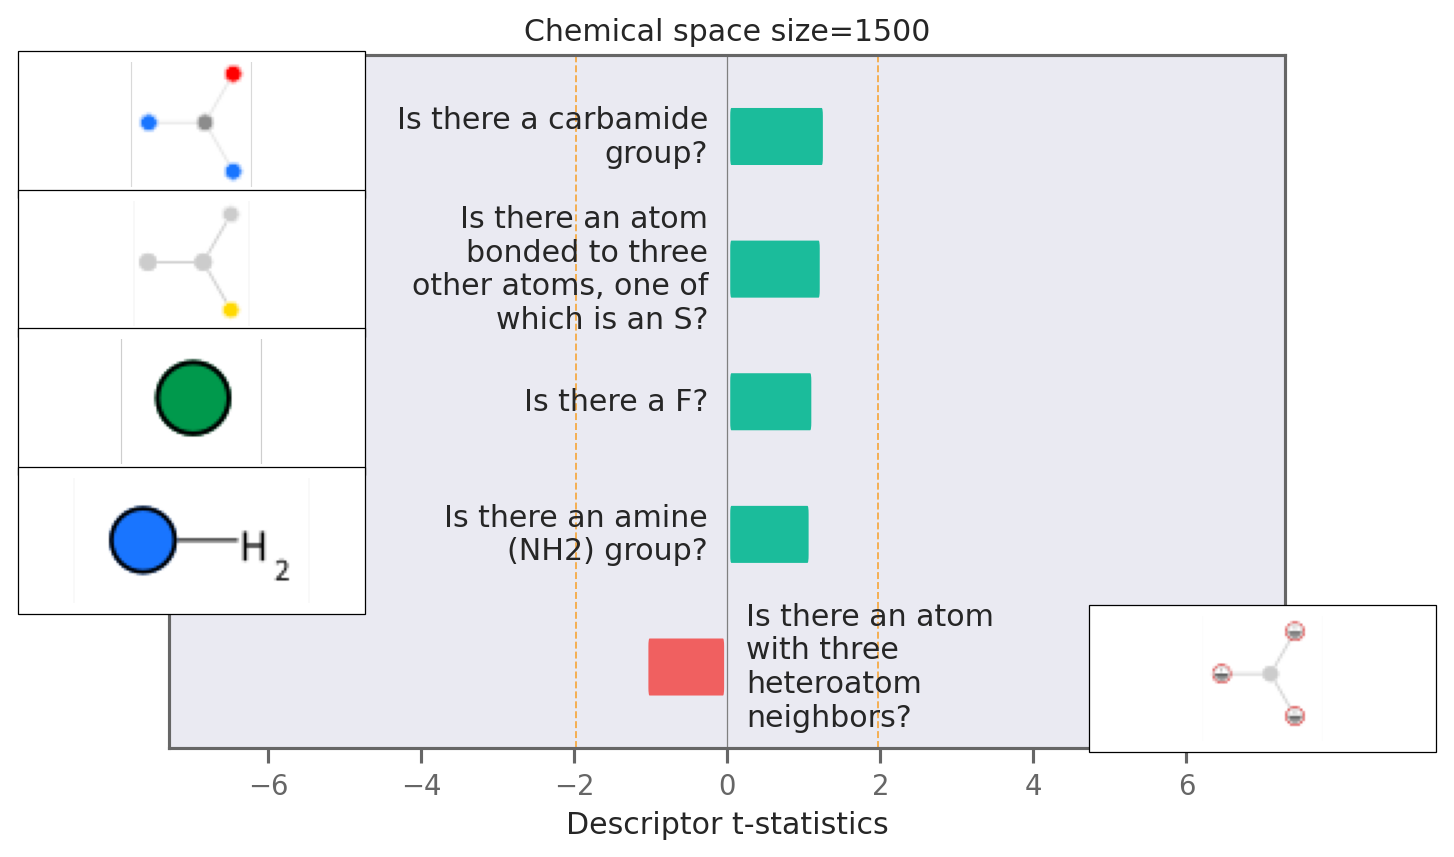 Chemical space size=1500
Is there a carbamide
group?
Is there an atom
bonded to three
other atoms, one of
which is an S?
Is there a F?
Is there an amine
(NH2) group?
H
2
Is there an atom
with three
heteroatom
neighbors?
−6 −4 −2 0 2 4 6
Descriptor t-statistics